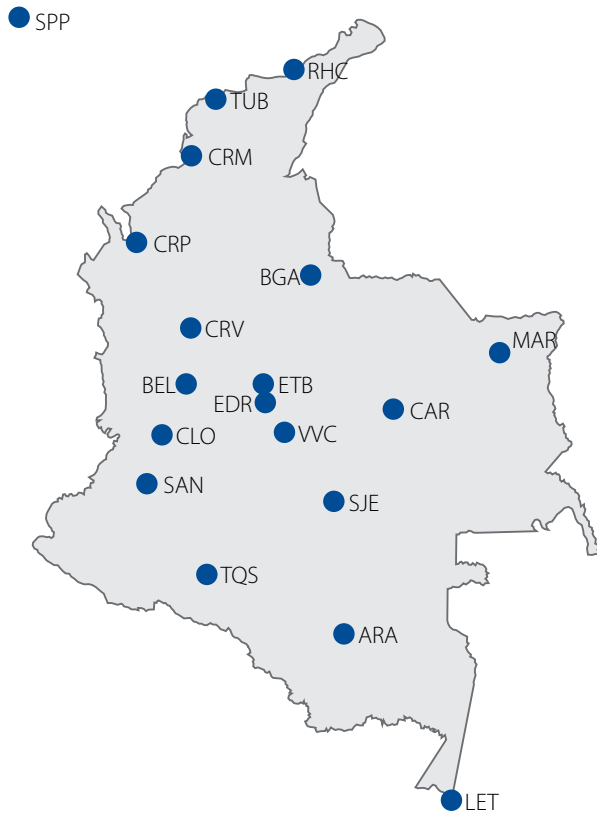 SPP
RHC
TUB
CRM
CRP
BGA
CRV
MAR
BEL
ETB
EDR
CAR
CLO
VVC
SAN
SJE
TQS
ARA
LET